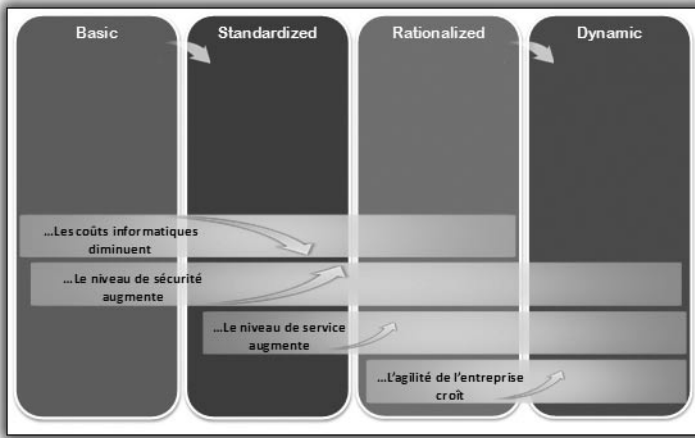 Basic
Standardized
Rationalized
Dynamic
...Les coûts informatiques
diminuent
...Le niveau de sécurité
augmente
...Le niveau de service
augmente
...L’agilité de l’entreprise
croît